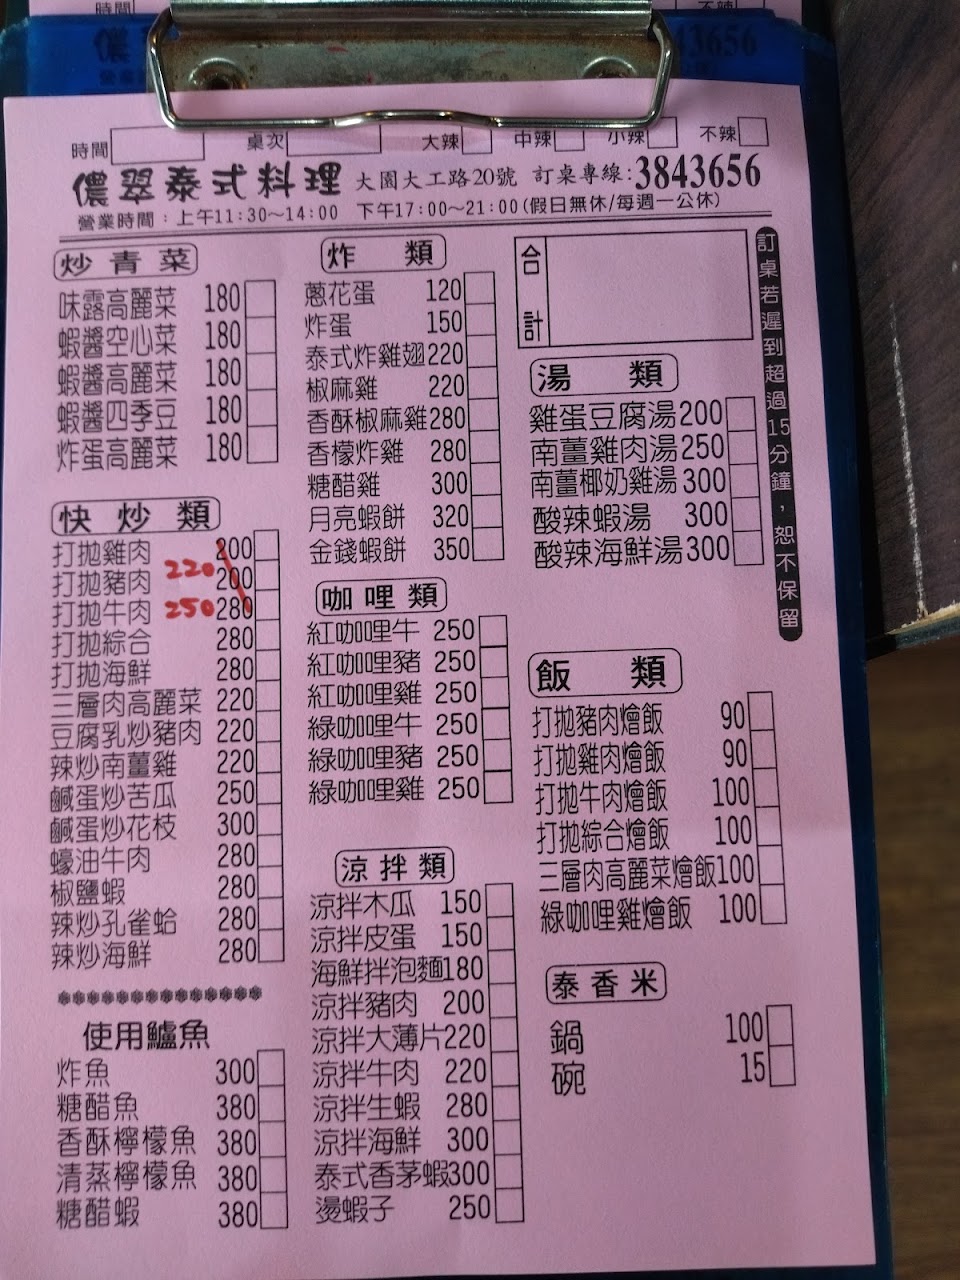 時間 桌次 大辣 中辣 小辣 不辣
儂翠泰式料理 大園大工路20號 訂桌專線:3843656
營業時間：上午11:30～14:00 下午17:00～21:00(假日無休/每週一公休)
炒青菜
味露高麗菜 180
蝦醬空心菜 180
蝦醬高麗菜 180
蝦醬四季豆 180
炸蛋高麗菜 180
快炒類
打拋雞肉 200
打拋豬肉 220 200
打拋牛肉 250 280
打拋綜合 280
打拋海鮮 280
三層肉高麗菜 220
豆腐乳炒豬肉 220
辣炒南薑雞 220
鹹蛋炒苦瓜 250
鹹蛋炒花枝 300
蠔油牛肉 280
椒鹽蝦 280
辣炒孔雀蛤 280
辣炒海鮮 280
使用鱸魚
炸魚 300
糖醋魚 380
香酥檸檬魚 380
清蒸檸檬魚 380
糖醋蝦 380
炸類
蔥花蛋 120
炸蛋 150
泰式炸雞翅 220
椒麻雞 220
香酥椒麻雞 280
香檬炸雞 280
糖醋雞 300
月亮蝦餅 320
金錢蝦餅 350
咖哩類
紅咖哩牛 250
紅咖哩豬 250
紅咖哩雞 250
綠咖哩牛 250
綠咖哩豬 250
綠咖哩雞 250
涼拌類
涼拌木瓜 150
涼拌皮蛋 150
海鮮拌泡麵 180
涼拌豬肉 200
涼拌大薄片 220
涼拌牛肉 220
涼拌生蝦 280
涼拌海鮮 300
泰式香茅蝦 300
燙蝦子 250
合計
湯類
雞蛋豆腐湯 200
南薑雞肉湯 250
南薑椰奶雞湯 300
酸辣蝦湯 300
酸辣海鮮湯 300
飯類
打拋豬肉燴飯 90
打拋雞肉燴飯 90
打拋牛肉燴飯 100
打拋綜合燴飯 100
三層肉高麗菜燴飯 100
綠咖哩雞燴飯 100
泰香米
鍋 100
碗 15
訂桌若遲到超過15分鐘，恕不保留